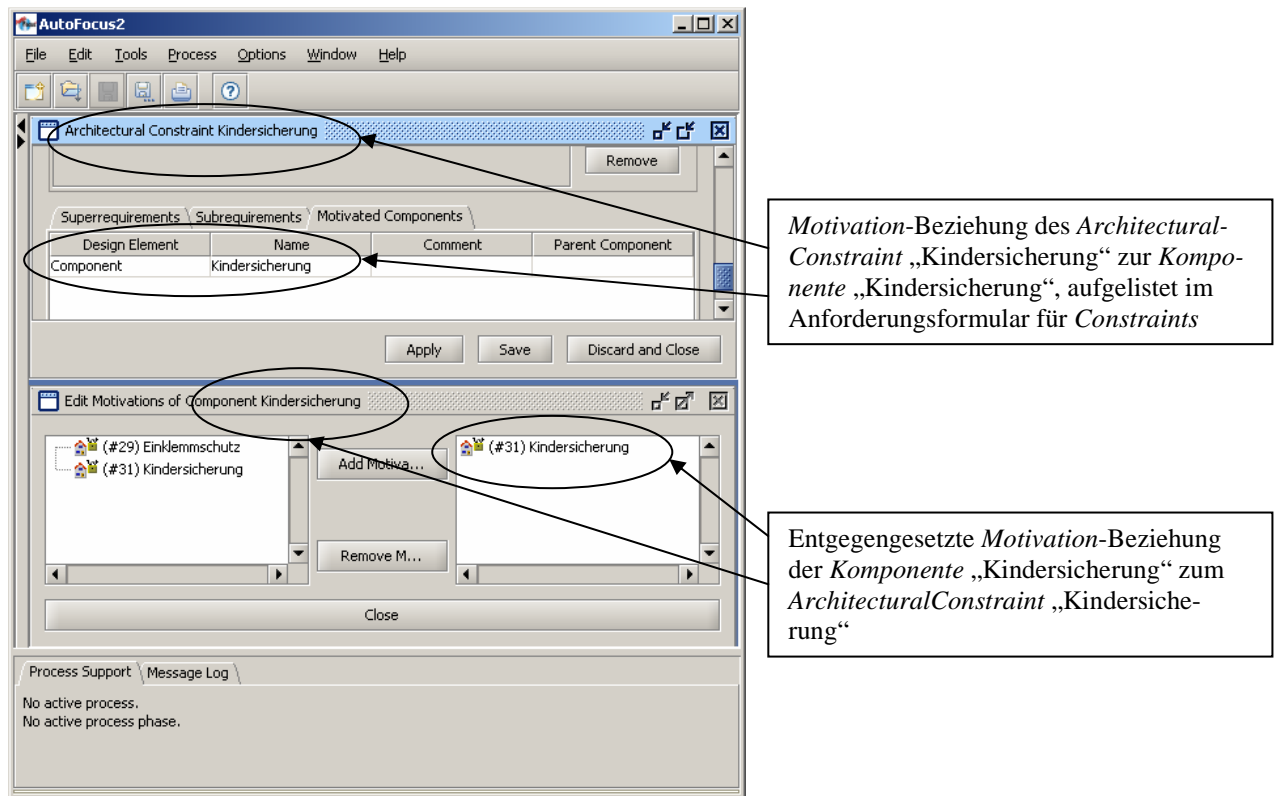 AutoFocus2
File Edit Tools Process Options Window Help
Architectural Constraint Kindersicherung
Remove
Superrequirements Subrequirements Motivated Components
Design Element Name Comment Parent Component
Component Kindersicherung
Apply Save Discard and Close
Edit Motivations of Component Kindersicherung
(#29) Einklemmschutz
(#31) Kindersicherung
Add Motiva...
Remove M...
(#31) Kindersicherung
Close
Process Support Message Log
No active process.
No active process phase.
Motivation-Beziehung des Architectural-
Constraint „Kindersicherung“ zur Kompo-
nente „Kindersicherung“, aufgelistet im
Anforderungsformular für Constraints
Entgegengesetzte Motivation-Beziehung
der Komponente „Kindersicherung“ zum
ArchitecturalConstraint „Kindersiche-
rung“